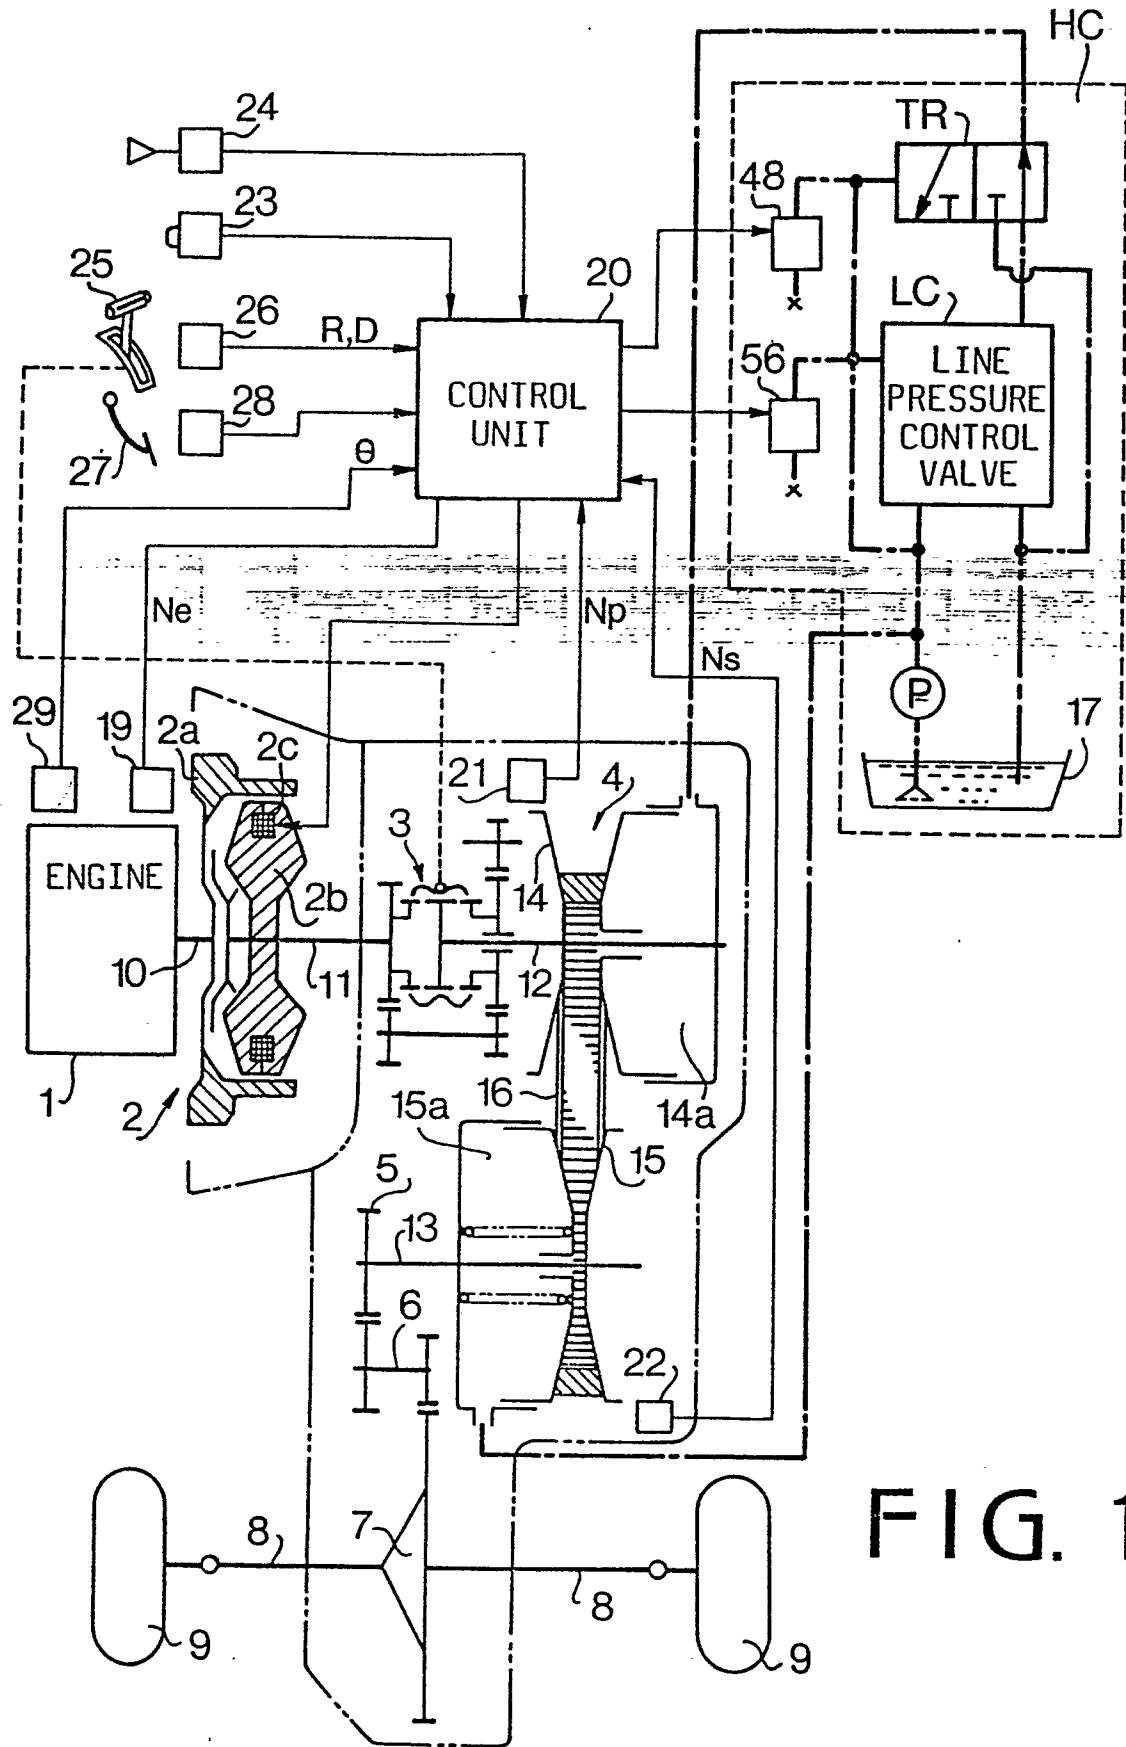 HC
24
TR
48
23
25
20
26
R,D
LC
LINE
PRESSURE
CONTROL
VALVE
56
CONTROL
UNIT
28
27
θ
Ne
Np
Ns
P
29
19
2a
2c
21
4
17
3
14
ENGINE
2b
10
11
12
1
2
16
14a
15a
15
5
13
6
22
7
8
8
9
9
FIG. 1